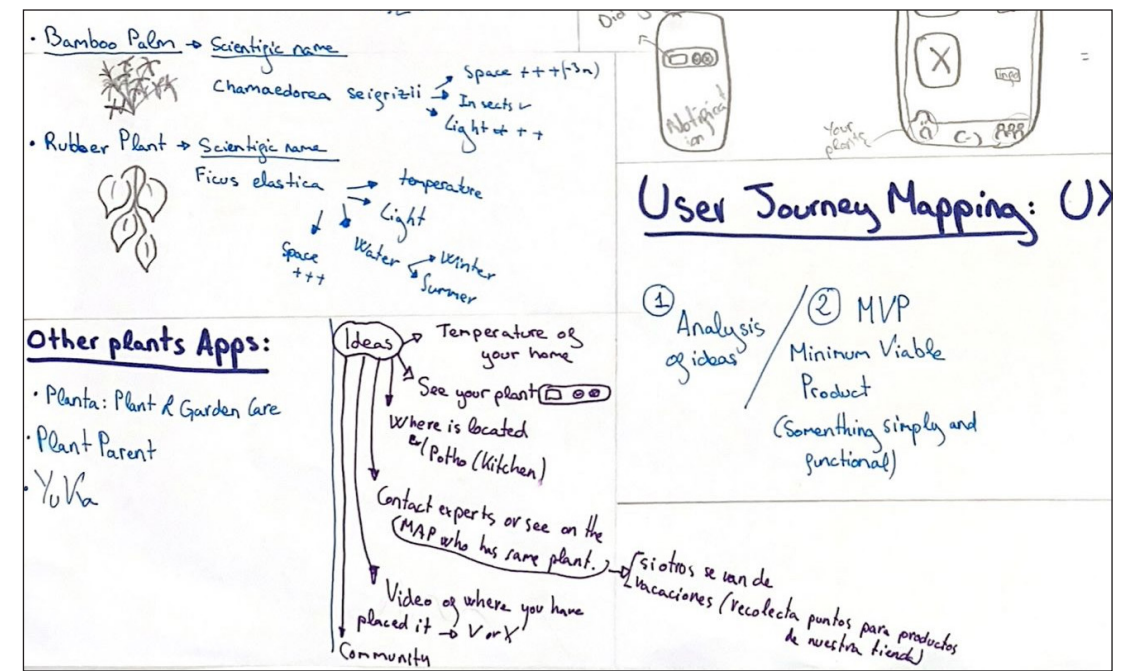 · Bamboo Palm → Scientific name
Chamaedorea seigrizii
Space +++ (~3m)
Insects ✓
Light + + +
· Rubber Plant → Scientific name
Ficus elastica
temperature
Light
Water
Winter
Summer
Space
+++
Notification
X
info
Your
plants
=
User Journey Mapping: UX
① Analysis
of ideas
② MVP
Minimum Viable
Product
(Somenthing simply and
functional)
Other plants Apps:
· Planta: Plant & Garden Care
· Plant Parent
· Yuka
Ideas
Temperature of
your home
See your plant
Where is located
Ex/ Potho (Kitchen)
Contact experts or see on the
(MAP who has same plant.)
si otros se van de
vacaciones (recolecta puntos para productos
de nuestra tienda)
Video of where you have
placed it → V or X
Community